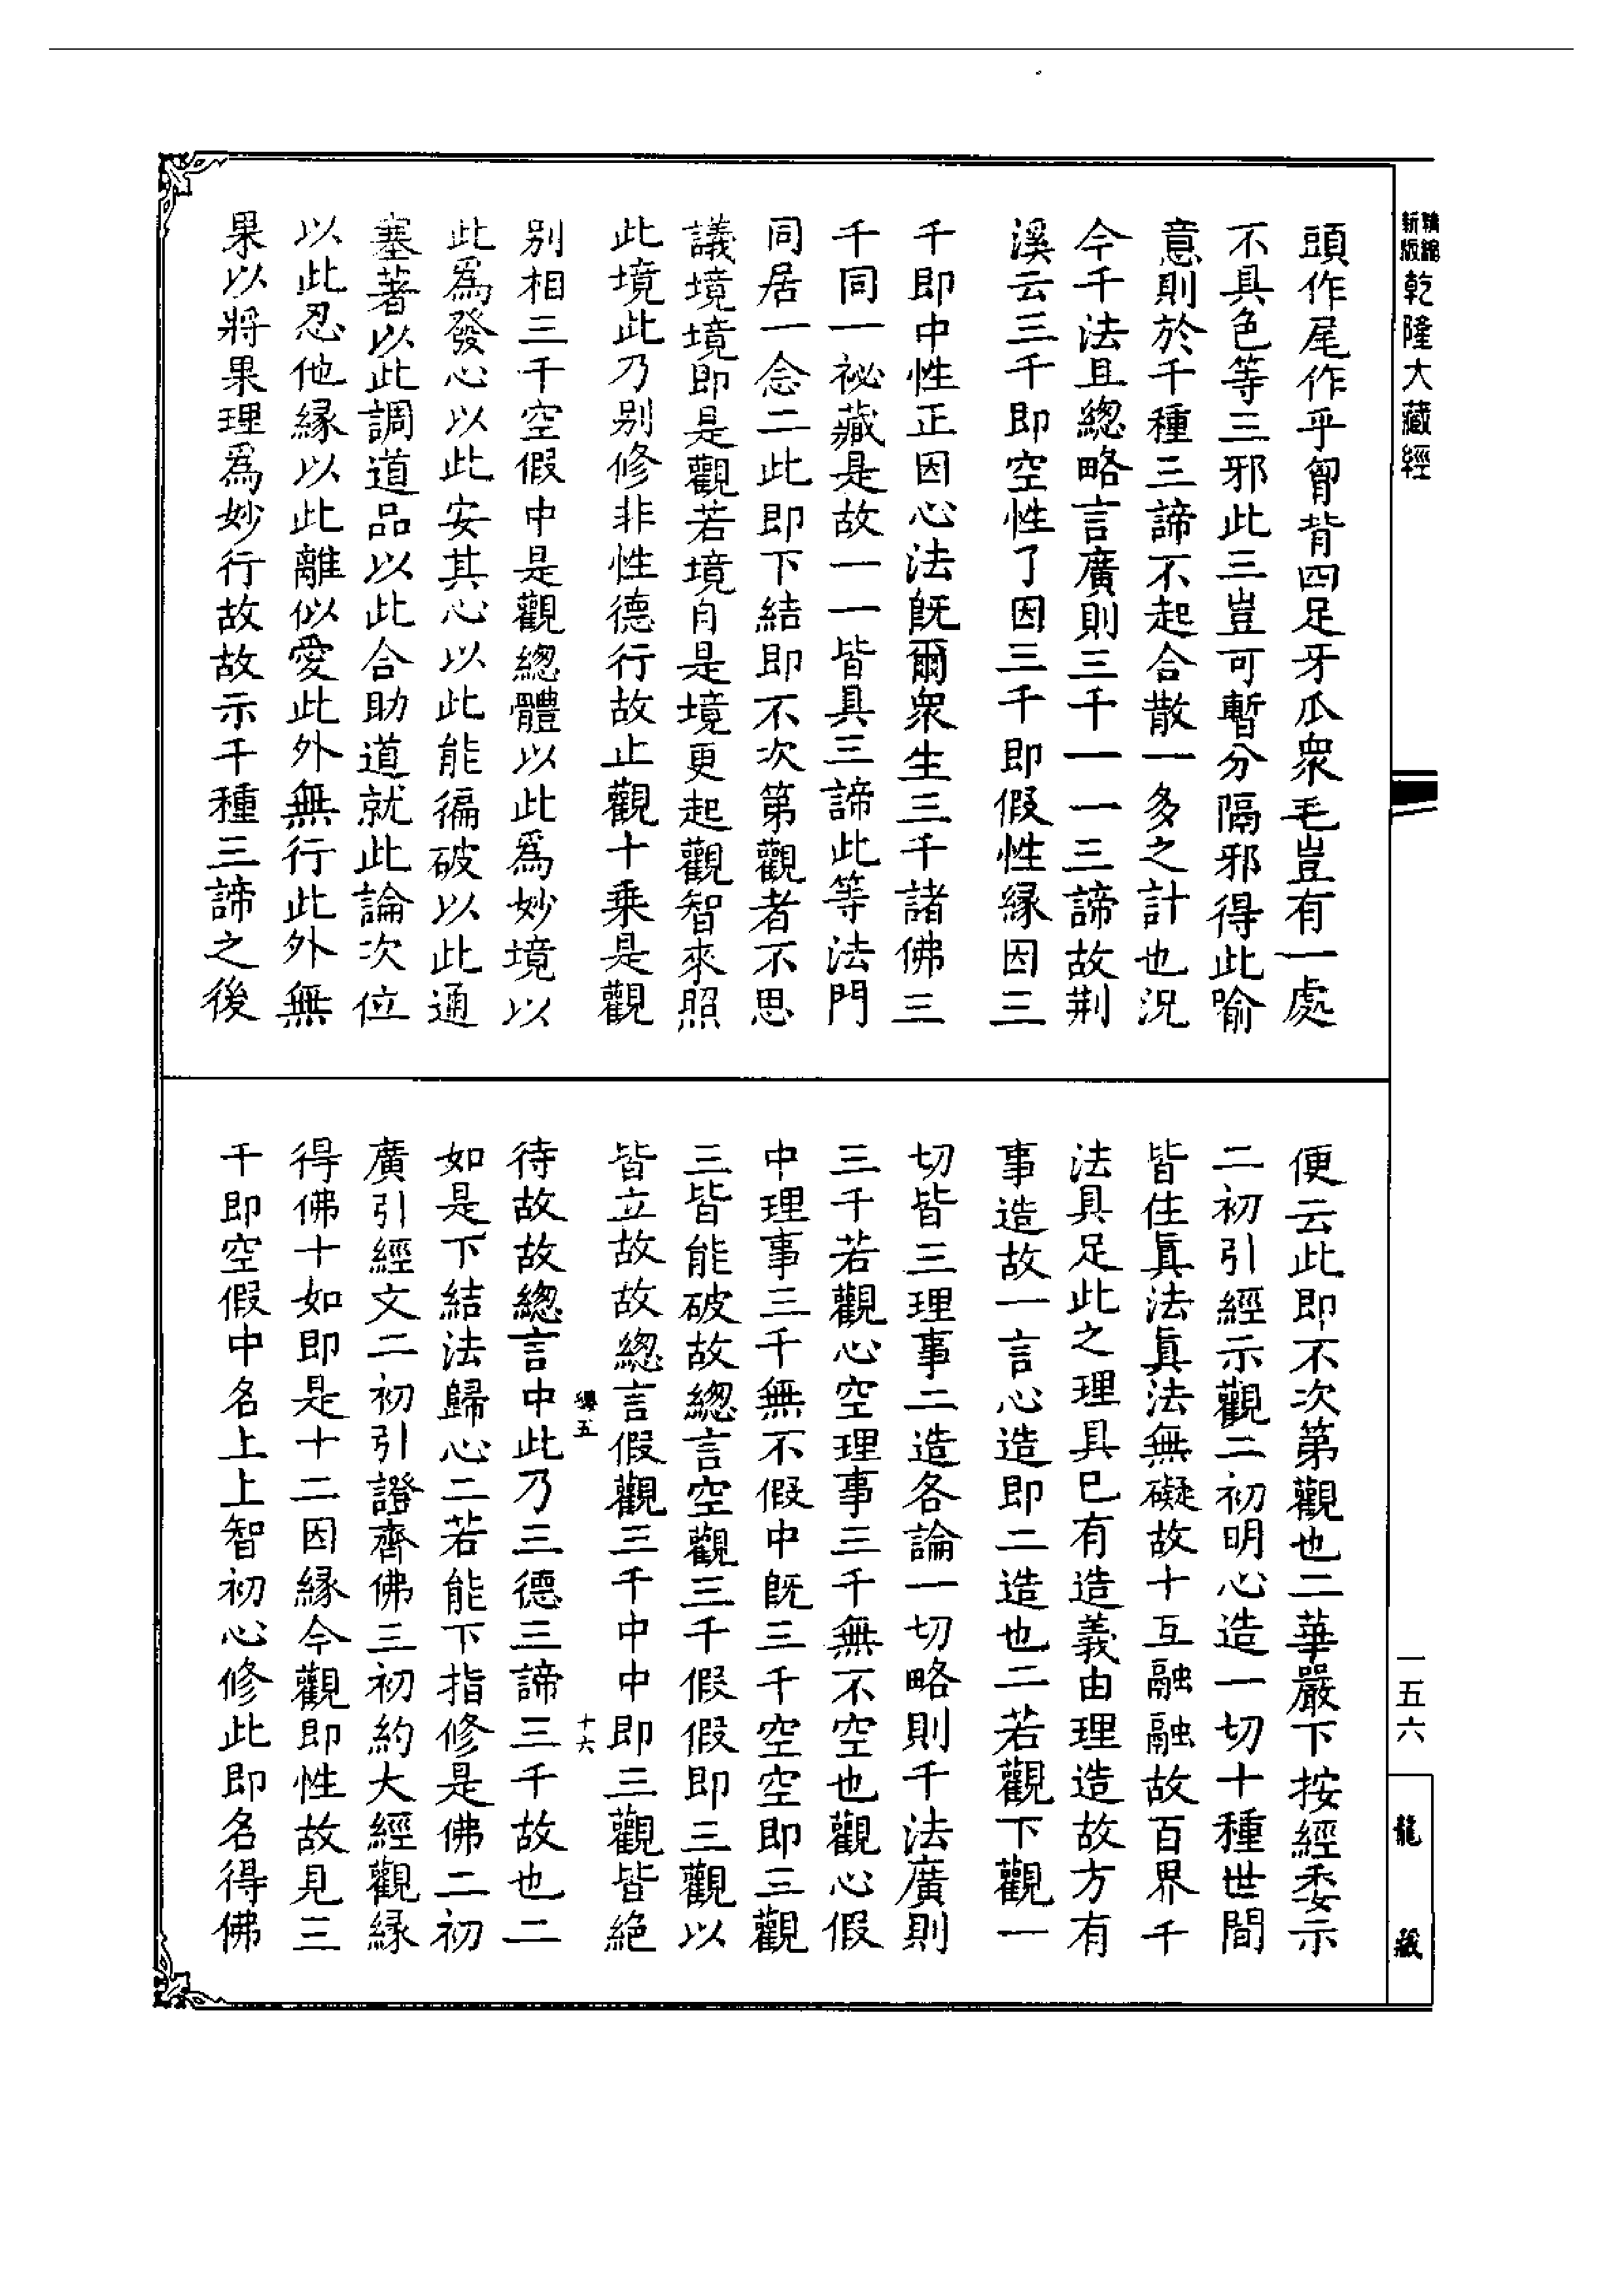 新編
新版
乾隆大藏經
頭作尾作乎胷背四足牙爪衆毛豈有一處
不具色等三邪此三豈可暫分隔邪得此喻
意則於千種三諦不起合散一多之計也況
今千法且總略言廣則三千一一三諦故荆
溪云三千即空性了因三千即假性縁因三
千即中性正因心法旣爾衆生三千諸佛三
千同一祕藏是故一一皆具三諦此等法門
同居一念二此即下結即不次第觀者不思
議境境即是觀若境自是境更起觀智來照
此境此乃别修非性德行故止觀十乗是觀
别相三千空假中是觀總體以此爲妙境以
此爲發心以此安其心以此能徧破以此通
塞著以此調道品以此合助道就此論次位
以此忍他縁以此離似愛此外無行此外無
果以將果理爲妙行故故示千種三諦之後
便云此即不次第觀也二華嚴下按經委示
二初引經示觀二初明心造一切十種世間
皆住眞法眞法無礙故十互融融故百界千
法具足此之理具巳有造義由理造故方有
事造故一言心造即二造也二若觀下觀一
切皆三理事二造各論一切略則千法廣則
三千若觀心空理事三千無不空也觀心假
中理事三千無不假中旣三千空空即三觀
三皆能破故總言空觀三千假假即三觀以
皆立故故總言假觀三千中中即三觀皆絶
待故故總言中此乃三德三諦三千故也二
如是下結法歸心二若能下指修是佛二初
廣引經文二初引證齊佛三初約大經觀縁
得佛十如即是十二因縁今觀即性故見三
千即空假中名上上智初心修此即名得佛
五
十六
一五六
龍藏